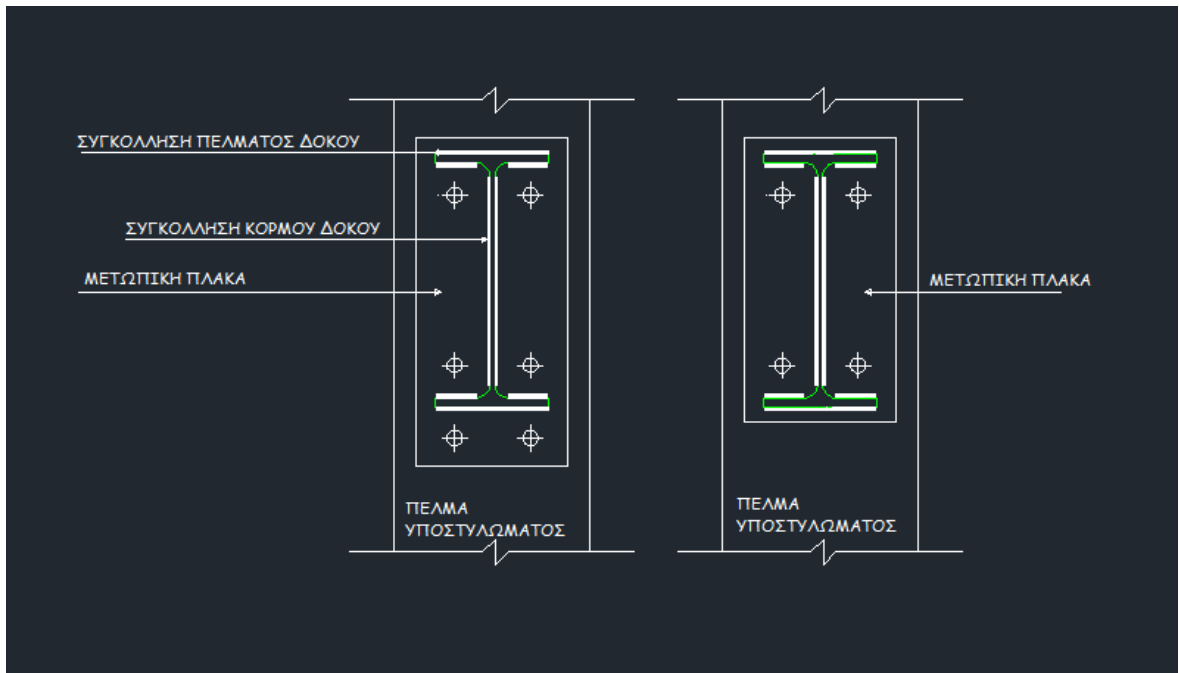 ΣΥΓΚΟΛΛΗΣΗ ΠΕΛΜΑΤΟΣ ΔΟΚΟΥ
ΣΥΓΚΟΛΛΗΣΗ ΚΟΡΜΟΥ ΔΟΚΟΥ
ΜΕΤΩΠΙΚΗ ΠΛΑΚΑ
ΠΕΛΜΑ
ΥΠΟΣΤΥΛΩΜΑΤΟΣ
ΜΕΤΩΠΙΚΗ ΠΛΑΚΑ
ΠΕΛΜΑ
ΥΠΟΣΤΥΛΩΜΑΤΟΣ